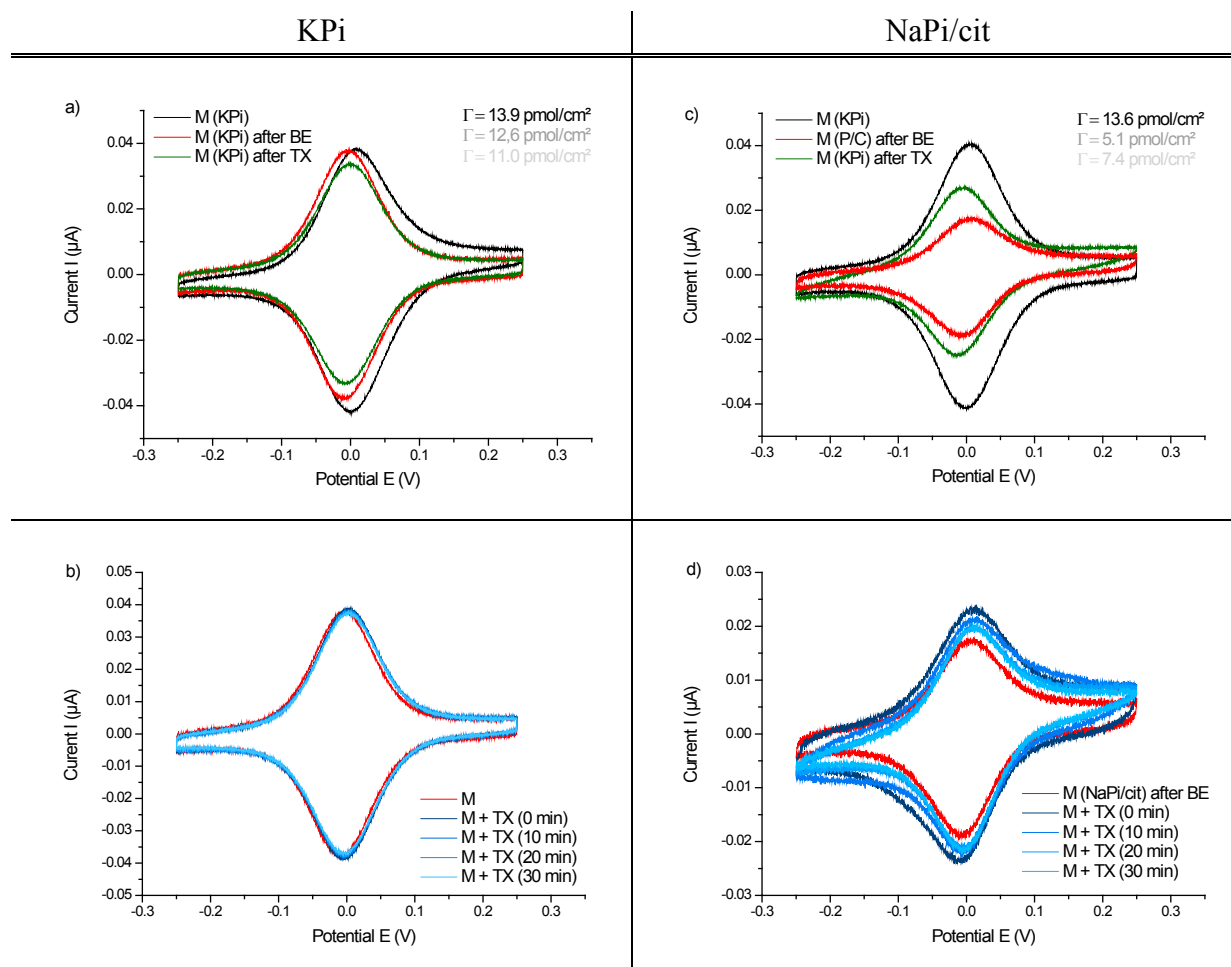 KPi
NaPi/cit
a)
M (KPi)
M (KPi) after BE
M (KPi) after TX
Γ = 13.9 pmol/cm²
Γ = 12,6 pmol/cm²
Γ = 11.0 pmol/cm²
0.04
0.02
0.00
-0.02
-0.04
Current I (µA)
-0.3 -0.2 -0.1 0.0 0.1 0.2 0.3
Potential E (V)
c)
M (KPi)
M (P/C) after BE
M (KPi) after TX
Γ = 13.6 pmol/cm²
Γ = 5.1 pmol/cm²
Γ = 7.4 pmol/cm²
0.04
0.02
0.00
-0.02
-0.04
Current I (µA)
-0.3 -0.2 -0.1 0.0 0.1 0.2 0.3
Potential E (V)
b)
0.05
0.04
0.03
0.02
0.01
0.00
-0.01
-0.02
-0.03
-0.04
-0.05
Current I (µA)
M
M + TX (0 min)
M + TX (10 min)
M + TX (20 min)
M + TX (30 min)
-0.3 -0.2 -0.1 0.0 0.1 0.2 0.3
Potential E (V)
d)
0.03
0.02
0.01
0.00
-0.01
-0.02
-0.03
Current I (µA)
M (NaPi/cit) after BE
M + TX (0 min)
M + TX (10 min)
M + TX (20 min)
M + TX (30 min)
-0.3 -0.2 -0.1 0.0 0.1 0.2 0.3
Potential E (V)